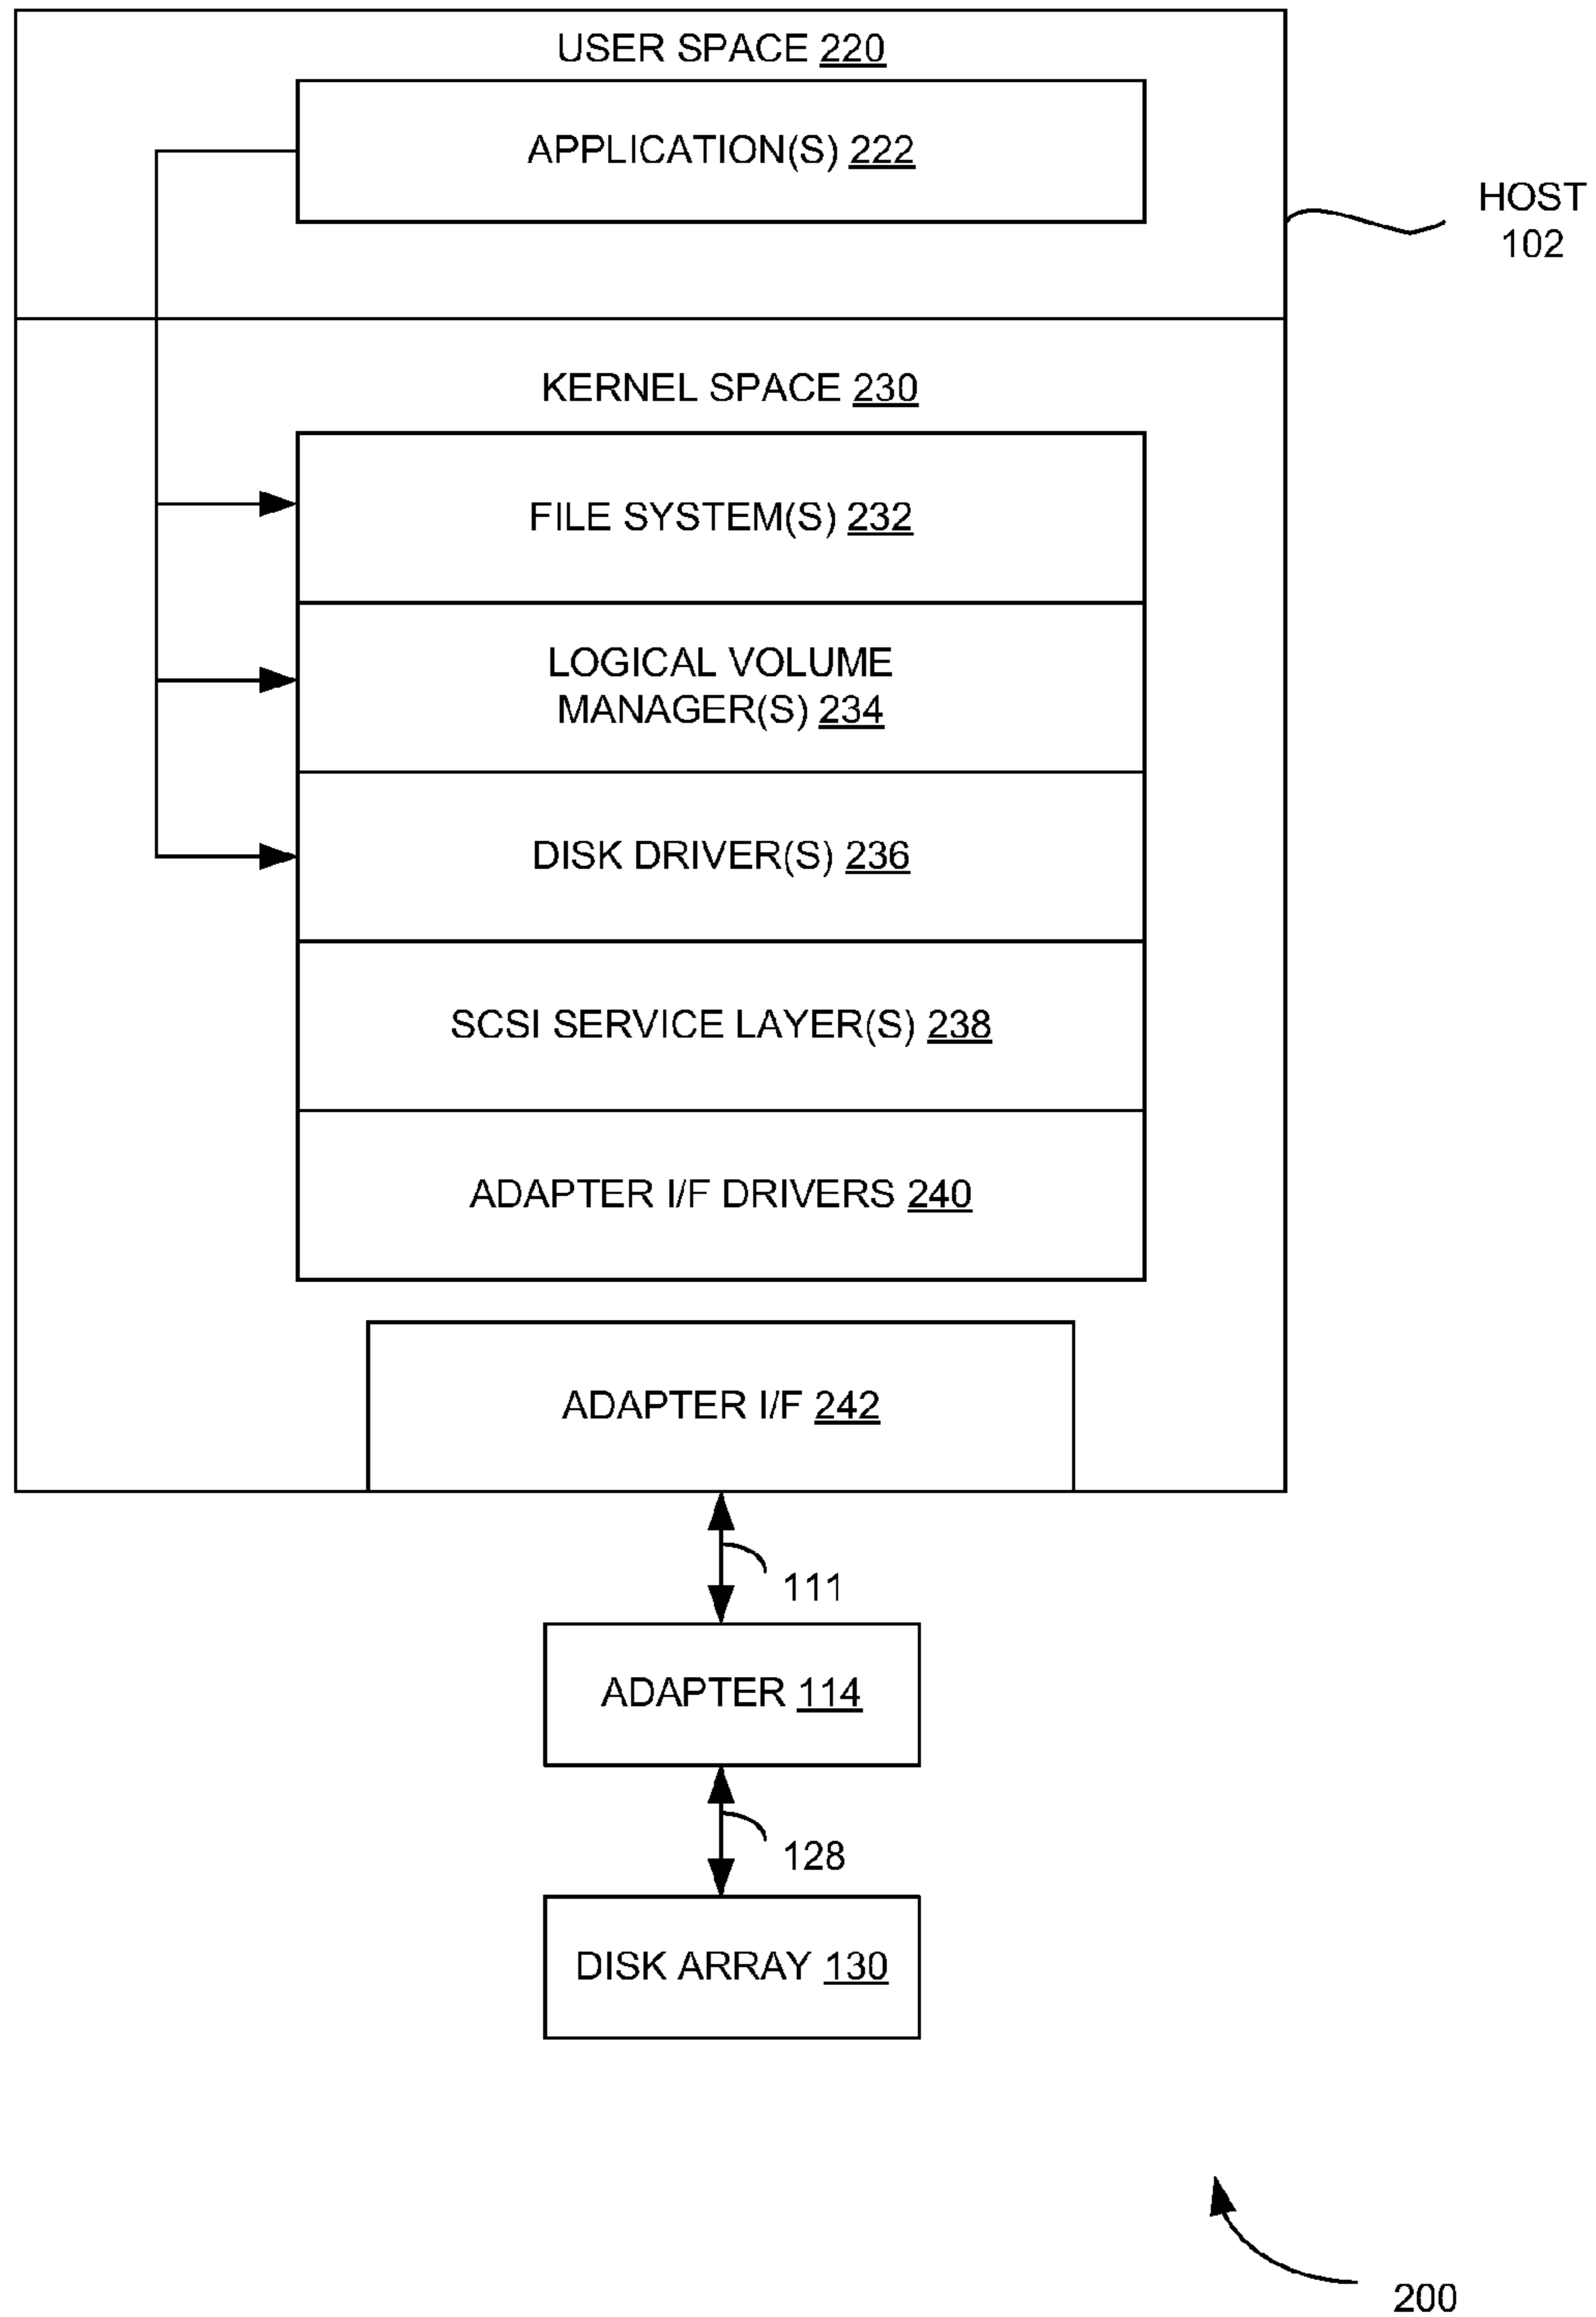 USER SPACE 220
APPLICATION(S) 222
HOST
102
KERNEL SPACE 230
FILE SYSTEM(S) 232
LOGICAL VOLUME
MANAGER(S) 234
DISK DRIVER(S) 236
SCSI SERVICE LAYER(S) 238
ADAPTER I/F DRIVERS 240
ADAPTER I/F 242
111
ADAPTER 114
128
DISK ARRAY 130
200